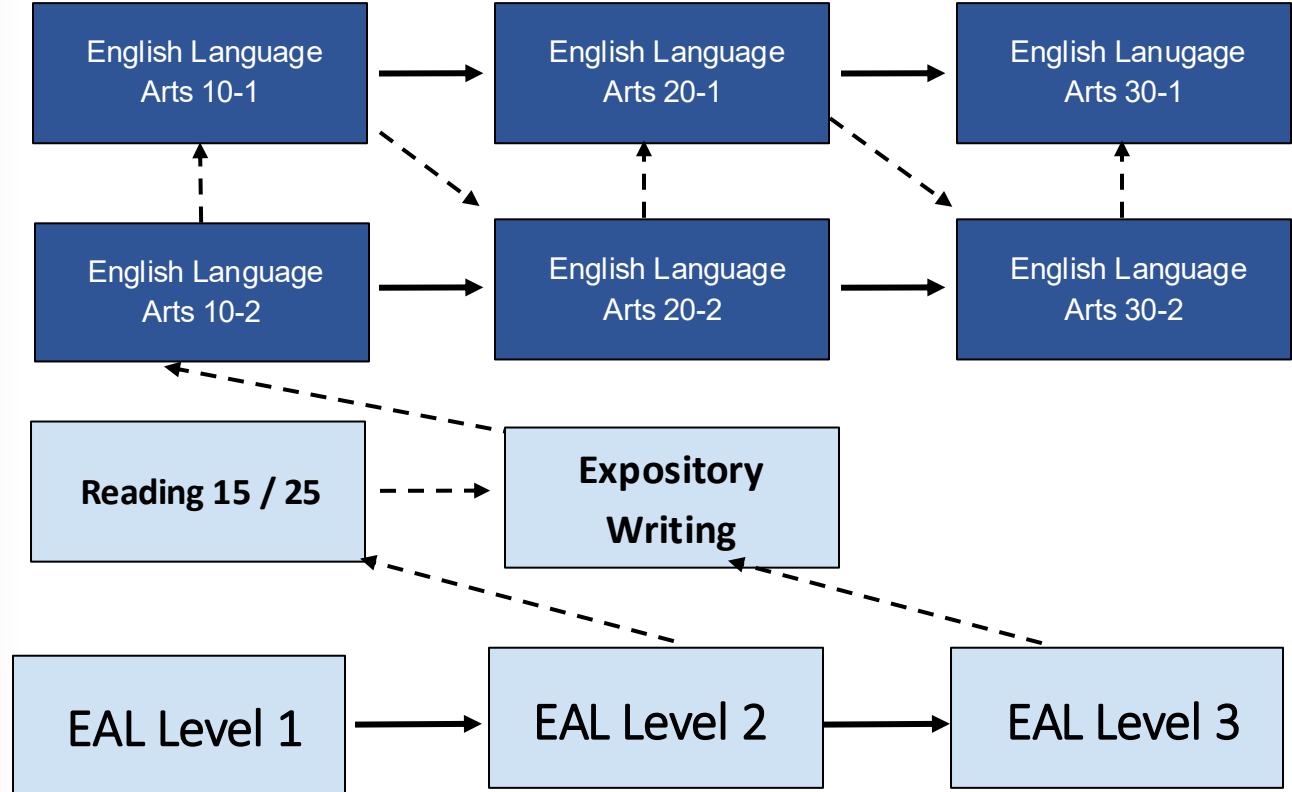 English Language
Arts 10-1
English Language
Arts 20-1
English Lanugage
Arts 30-1
English Language
Arts 10-2
English Language
Arts 20-2
English Language
Arts 30-2
Reading 15 / 25
Expository
Writing
EAL Level 1
EAL Level 2
EAL Level 3